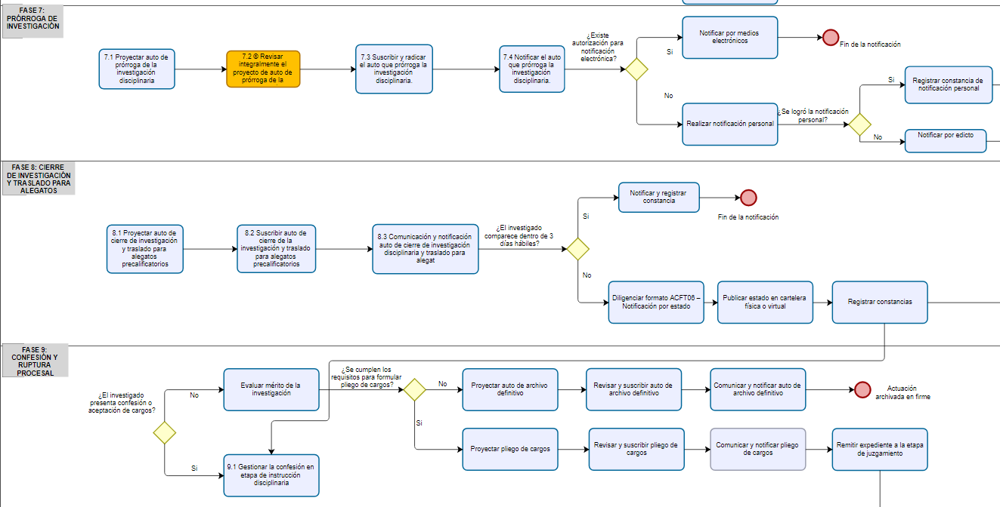 FASE 7:
PRÓRROGA DE
INVESTIGACIÓN
7.1 Proyectar auto de
prórroga de la
investigación
disciplinaria
7.2 © Revisar
integralmente el
proyecto de auto de
prórroga de la
7.3 Suscribir y radicar
el auto que prórroga la
investigación
disciplinaria.
7.4 Notificar el auto
que prórroga la
investigación
disciplinaria.
¿Existe
autorización para
notificación
electrónica?
Si
Notificar por medios
electrónicos
Fin de la notificación
No
Realizar notificación personal
¿Se logró la notificación
personal?
Si
Registrar constancia de
notificación personal
No
Notificar por edicto
FASE 8: CIERRE
DE INVESTIGACIÓN
Y TRASLADO PARA
ALEGATOS
8.1 Proyectar auto de
cierre de investigación
y traslado para
alegatos
precalificatorios
8.2 Suscribir auto de
cierre de la
investigación y traslado
para alegatos
precalificatorios
8.3 Comunicación y notificación
auto de cierre de investigación
disciplinaria y traslado para
alegat
¿El investigado
comparece dentro de 3
días hábiles?
Si
Notificar y registrar
constancia
Fin de la notificación
No
Diligenciar formato ACFT06 –
Notificación por estado
Publicar estado en cartelera
física o virtual
Registrar constancias
FASE 9:
CONFESIÓN Y
RUPTURA
PROCESAL
¿El investigado
presenta confesión o
aceptación de cargos?
No
Evaluar mérito de la
investigación
¿Se cumplen los
requisitos para formular
pliego de cargos?
No
Proyectar auto de archivo
definitivo
Revisar y suscribir auto de
archivo definitivo
Comunicar y notificar auto de
archivo definitivo
Actuación
archivada en firme
Si
Proyectar pliego de cargos
Revisar y suscribir pliego de
cargos
Comunicar y notificar pliego
de cargos
Remitir expediente a la etapa
de juzgamiento
Si
9.1 Gestionar la confesión en
etapa de instrucción
disciplinaria